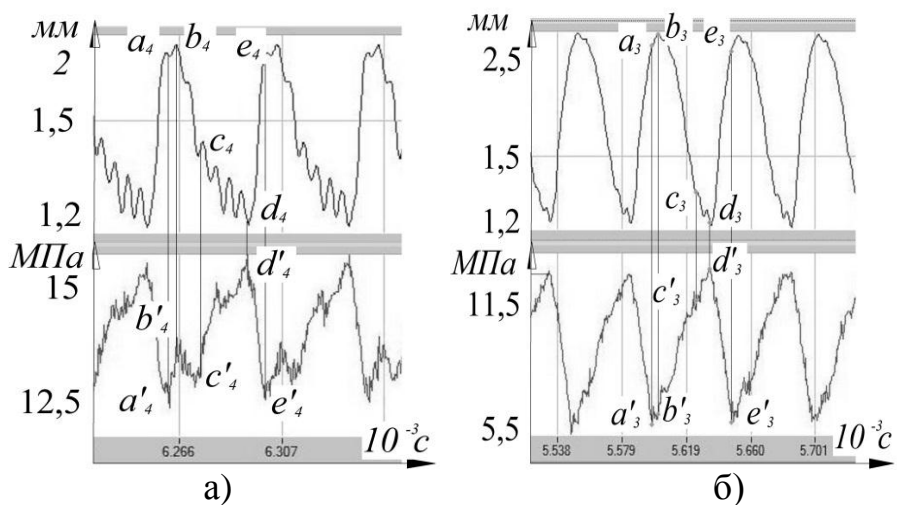 мм
2
1,5
1,2
a₄ b₄ e₄
c₄
d₄
МПа
15
12,5
d'₄
b'₄
c'₄
a'₄ e'₄
6.266 6.307 10⁻³c
а)
мм
2,5
1,5
1,2
a₃ b₃ e₃
c₃ d₃
МПа
11,5
5,5
d'₃
c'₃
a'₃ b'₃ e'₃
5.538 5.579 5.619 5.660 5.701 10⁻³c
б)